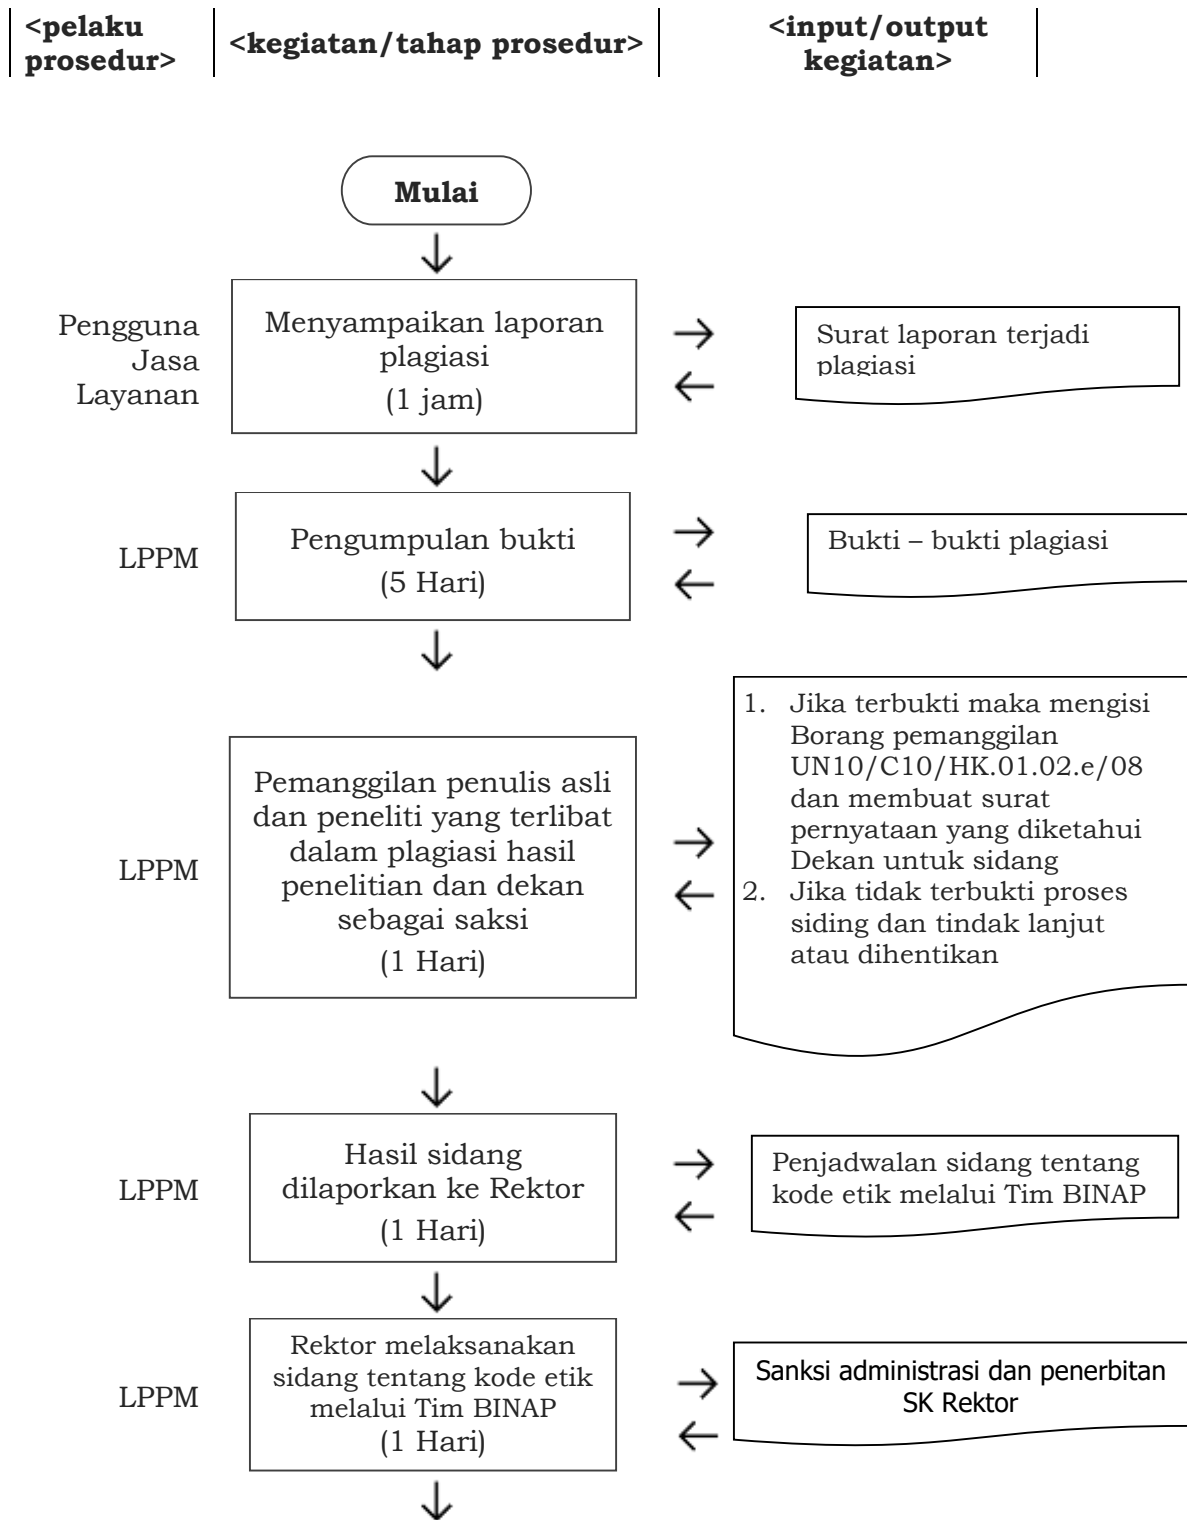 <pelaku
prosedur>
<kegiatan/tahap prosedur>
<input/output
kegiatan>
Mulai
Pengguna
Jasa
Layanan
Menyampaikan laporan
plagiasi
(1 jam)
Surat laporan terjadi
plagiasi
LPPM
Pengumpulan bukti
(5 Hari)
Bukti – bukti plagiasi
LPPM
Pemanggilan penulis asli
dan peneliti yang terlibat
dalam plagiasi hasil
penelitian dan dekan
sebagai saksi
(1 Hari)
1. Jika terbukti maka mengisi
Borang pemanggilan
UN10/C10/HK.01.02.e/08
dan membuat surat
pernyataan yang diketahui
Dekan untuk sidang
2. Jika tidak terbukti proses
siding dan tindak lanjut
atau dihentikan
LPPM
Hasil sidang
dilaporkan ke Rektor
(1 Hari)
Penjadwalan sidang tentang
kode etik melalui Tim BINAP
LPPM
Rektor melaksanakan
sidang tentang kode etik
melalui Tim BINAP
(1 Hari)
Sanksi administrasi dan penerbitan
SK Rektor